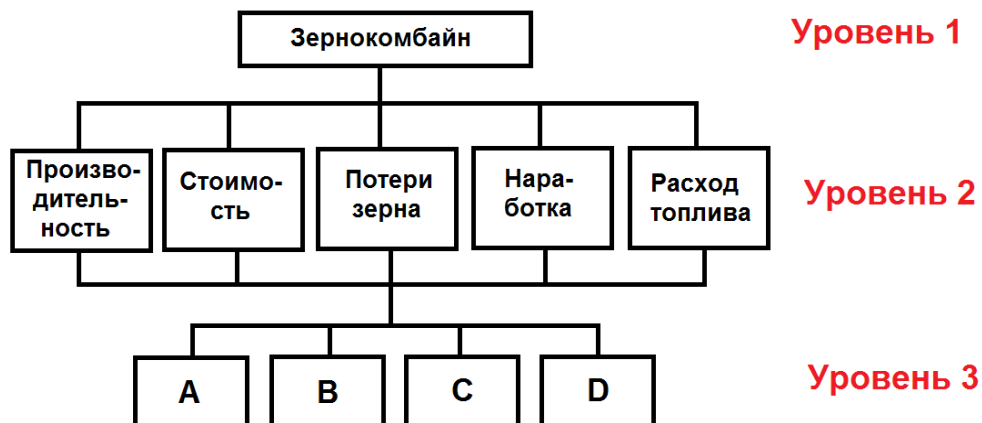 Зернокомбайн
Уровень 1
Произво-
дитель-
ность
Стоимо-
сть
Потери
зерна
Нара-
ботка
Расход
топлива
Уровень 2
A
B
C
D
Уровень 3